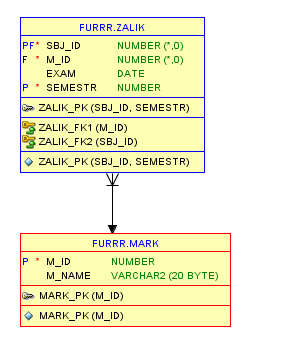 FURRR.ZALIK
PF* SBJ_ID NUMBER (*,0)
F * M_ID NUMBER (*,0)
EXAM DATE
P * SEMESTR NUMBER
ZALIK_PK (SBJ_ID, SEMESTR)
ZALIK_FK1 (M_ID)
ZALIK_FK2 (SBJ_ID)
ZALIK_PK (SBJ_ID, SEMESTR)
FURRR.MARK
P * M_ID NUMBER
M_NAME VARCHAR2 (20 BYTE)
MARK_PK (M_ID)
MARK_PK (M_ID)